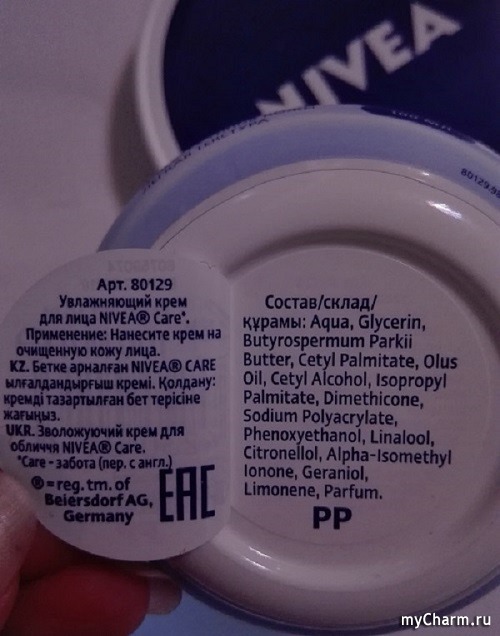 NIVEA
Арт. 80129
Увлажняющий крем
для лица NIVEA® Care*.
Применение: Нанесите крем на
очищенную кожу лица.
KZ. Бетке арналған NIVEA® CARE
ылғалдандырғыш кремі. Қолдану:
кремді тазартылған бет терісіне
жағыңыз.
UKR. Зволожуючий крем для
обличчя NIVEA® Care.
*Care - забота (пер. с англ.)
®=reg. tm. of
Beiersdorf AG,
Germany
EAC
Состав/склад/
құрамы: Aqua, Glycerin,
Butyrospermum Parkii
Butter, Cetyl Palmitate, Olus
Oil, Cetyl Alcohol, Isopropyl
Palmitate, Dimethicone,
Sodium Polyacrylate,
Phenoxyethanol, Linalool,
Citronellol, Alpha-Isomethyl
Ionone, Geraniol,
Limonene, Parfum.
PP
myCharm.ru